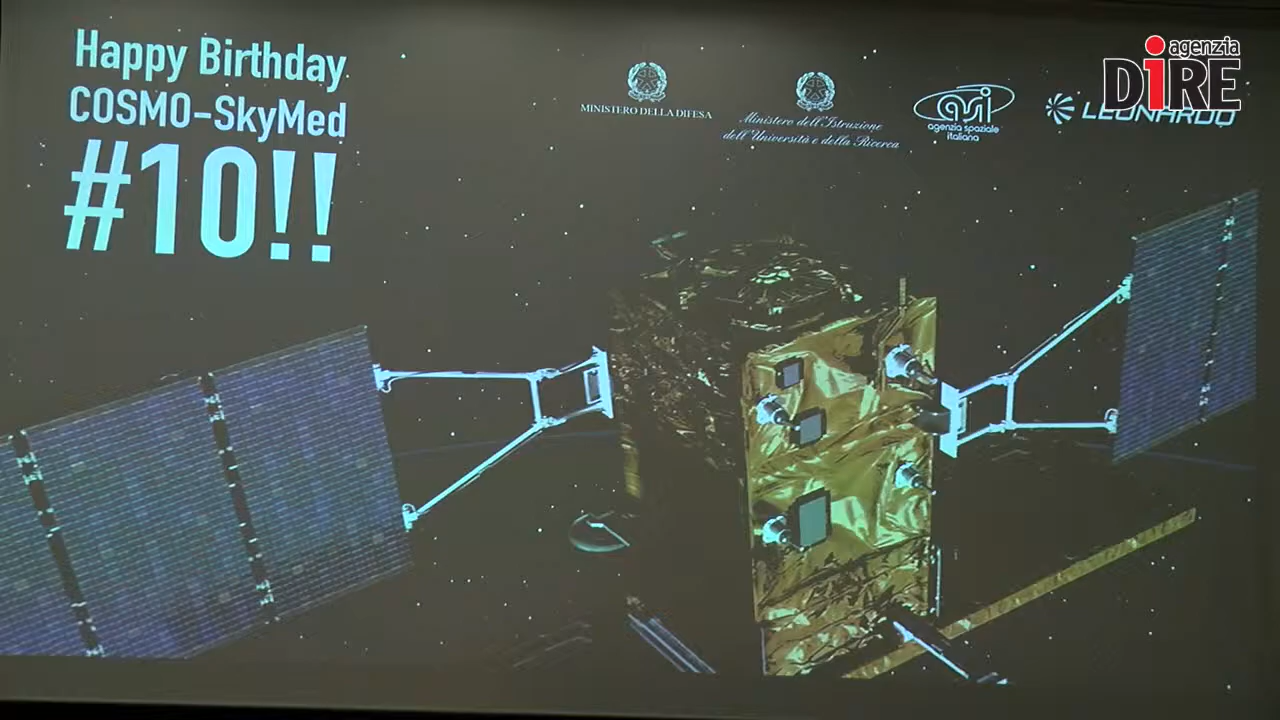 Happy Birthday
COSMO-SkyMed
#10!!
MINISTERO DELLA DIFESA
Ministero dell'Istruzione
dell'Università e della Ricerca
asi
agenzia spaziale
italiana
LEONARDO
agenzia
DiRE